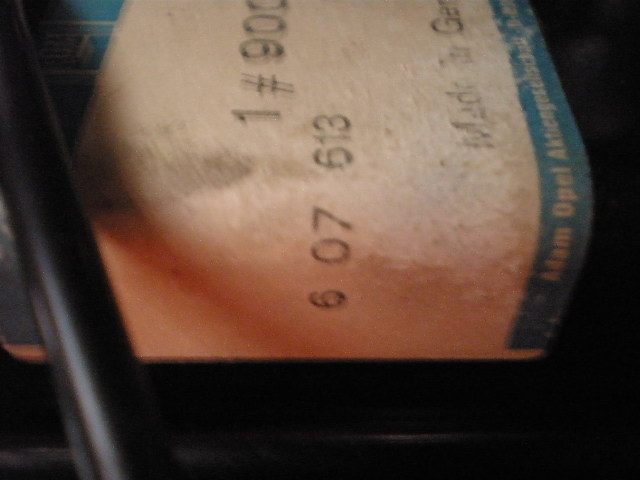 1#900
6 07 613
Made in Ger
Adam Opel Aktiengesellschaft